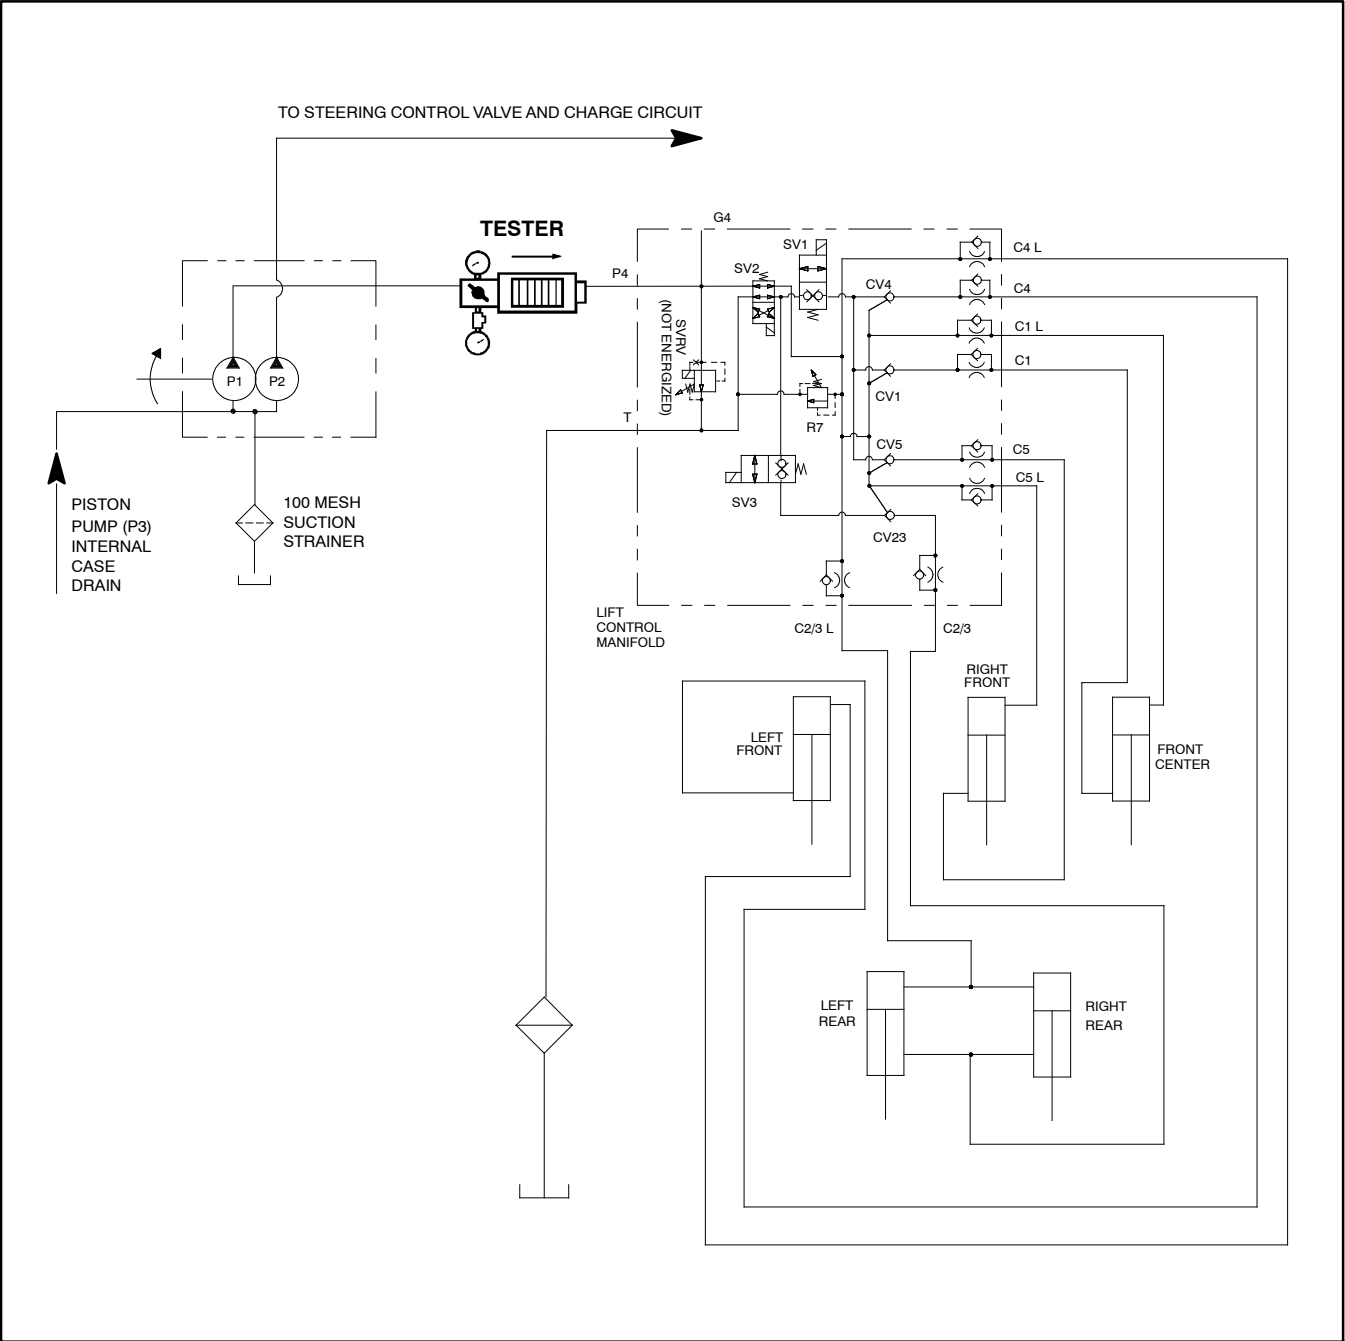 TO STEERING CONTROL VALVE AND CHARGE CIRCUIT
TESTER
G4
P4
SV1
SV2
CV4
C4 L
C4
C1 L
C1
SVRV
(NOT ENERGIZED)
CV1
R7
T
CV5
C5
C5 L
SV3
CV23
P1
P2
PISTON
PUMP (P3)
INTERNAL
CASE
DRAIN
100 MESH
SUCTION
STRAINER
LIFT
CONTROL
MANIFOLD
C2/3 L
C2/3
RIGHT
FRONT
LEFT
FRONT
FRONT
CENTER
LEFT
REAR
RIGHT
REAR